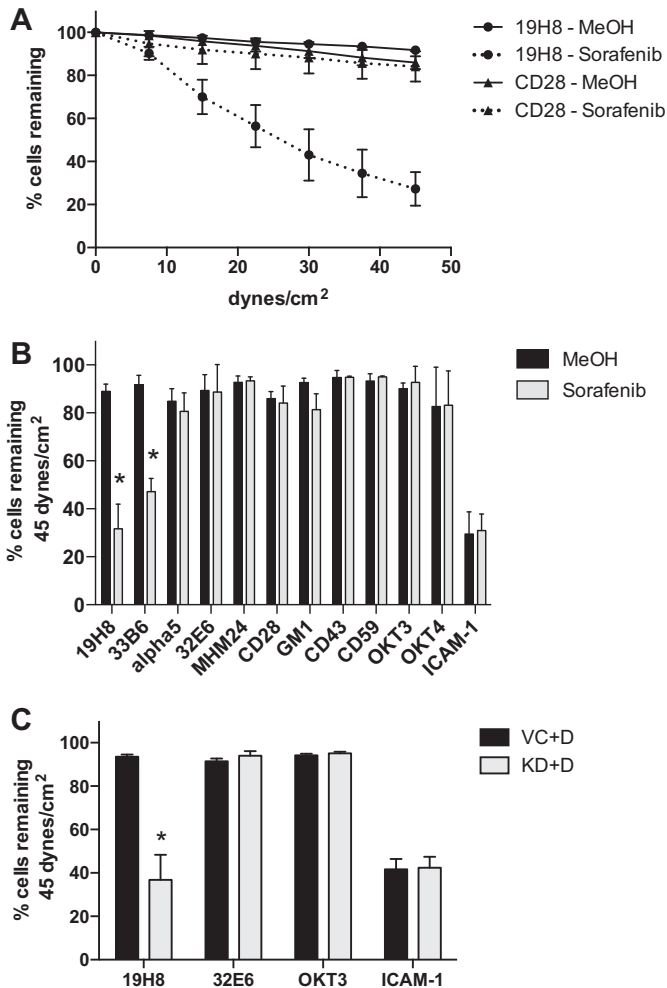 A
100
80
60
40
20
0
% cells remaining
0 10 20 30 40 50
dynes/cm²
19H8 - MeOH
19H8 - Sorafenib
CD28 - MeOH
CD28 - Sorafenib
B
100
80
60
40
20
0
% cells remaining
45 dynes/cm²
* *
19H8 33B6 alpha5 32E6 MHM24 CD28 GM1 CD43 CD59 OKT3 OKT4 ICAM-1
MeOH
Sorafenib
C
100
80
60
40
20
0
% cells remaining
45 dynes/cm²
*
19H8 32E6 OKT3 ICAM-1
VC+D
KD+D